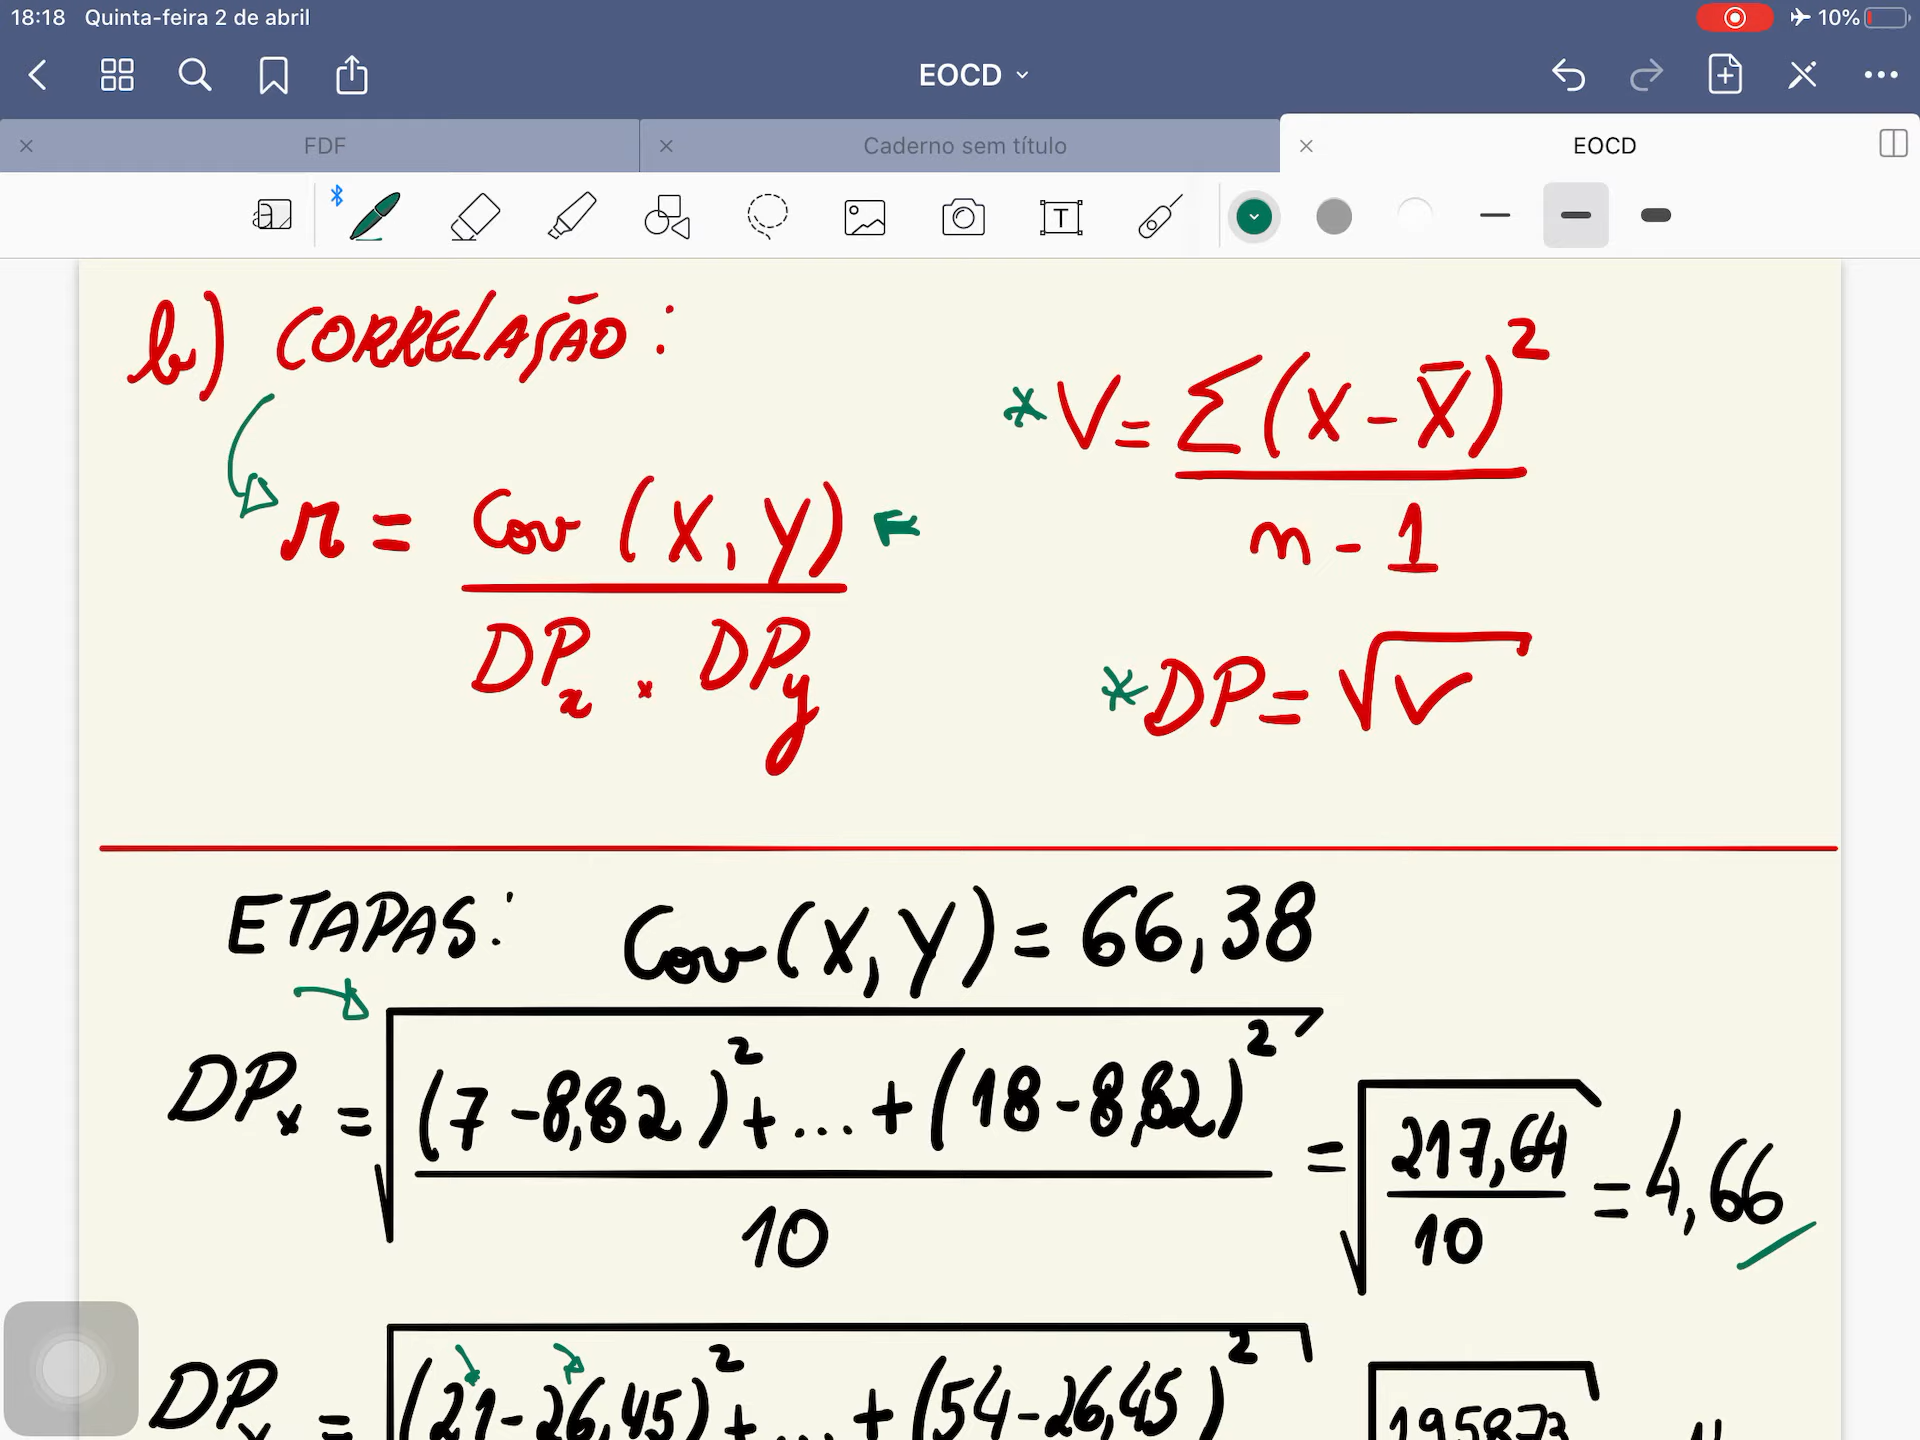 18:18 Quinta-feira 2 de abril
10%
EOCD
FDF
Caderno sem título
EOCD
T
b) CORRELAÇÃO:
* V = Σ(X - X̄)²
n - 1
r = Cov (X, Y)
DPx . DPy
* DP = √V
ETAPAS: Cov(X, Y) = 66,38
DPx = √(7 - 8,82)² + ... + (18 - 8,82)²
10
= √217,64
10
= 4,66
(21 - 26,45)² + ... + (54 - 26,45)²